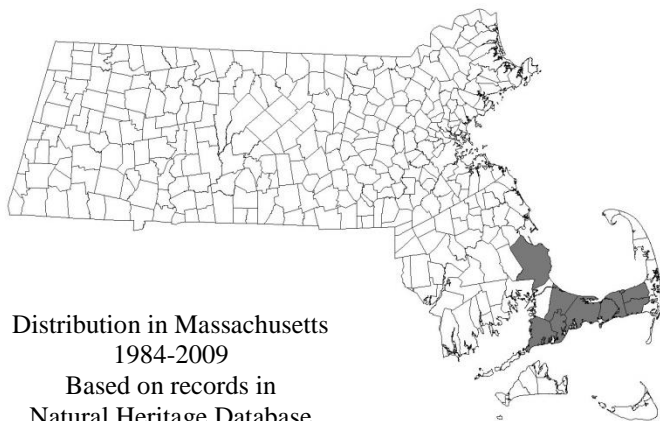 Distribution in Massachusetts
1984-2009
Based on records in
Natural Heritage Database